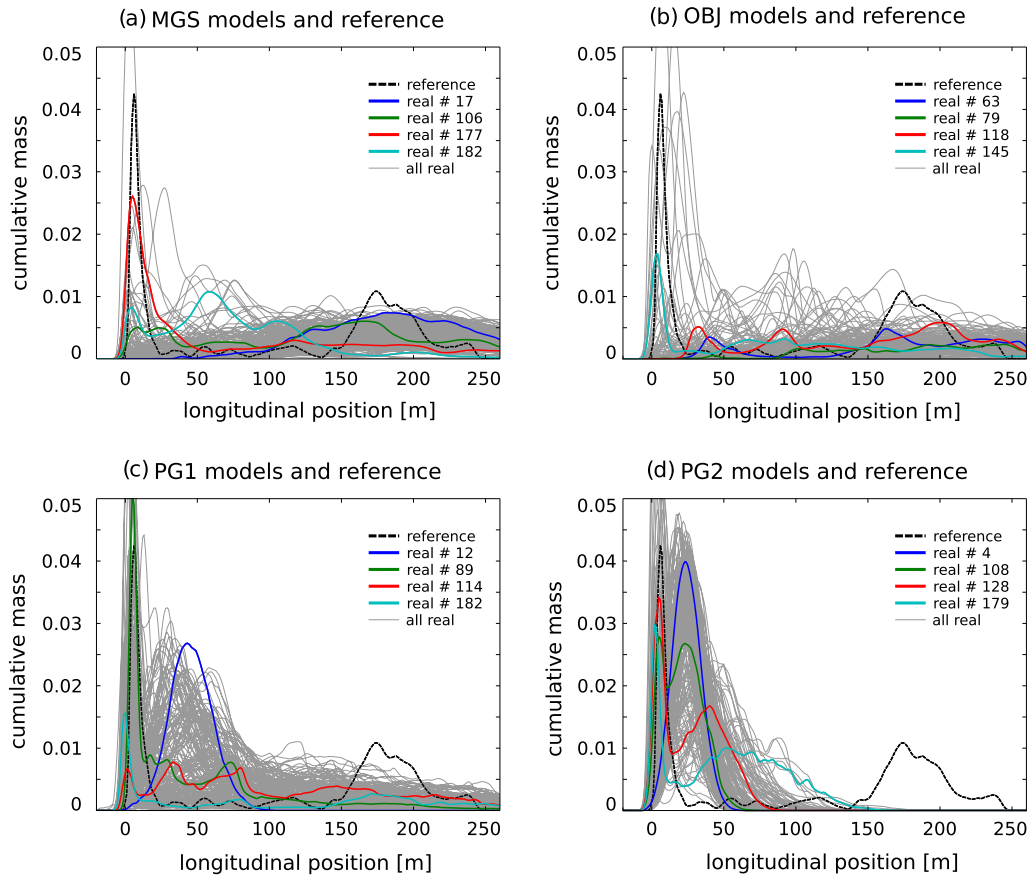 (a) MGS models and reference
0.05
0.04
0.03
0.02
0.01
0
cumulative mass
reference
real # 17
real # 106
real # 177
real # 182
all real
0 50 100 150 200 250
longitudinal position [m]
(b) OBJ models and reference
0.05
0.04
0.03
0.02
0.01
0
cumulative mass
reference
real # 63
real # 79
real # 118
real # 145
all real
0 50 100 150 200 250
longitudinal position [m]
(c) PG1 models and reference
0.05
0.04
0.03
0.02
0.01
0
cumulative mass
reference
real # 12
real # 89
real # 114
real # 182
all real
0 50 100 150 200 250
longitudinal position [m]
(d) PG2 models and reference
0.05
0.04
0.03
0.02
0.01
0
cumulative mass
reference
real # 4
real # 108
real # 128
real # 179
all real
0 50 100 150 200 250
longitudinal position [m]